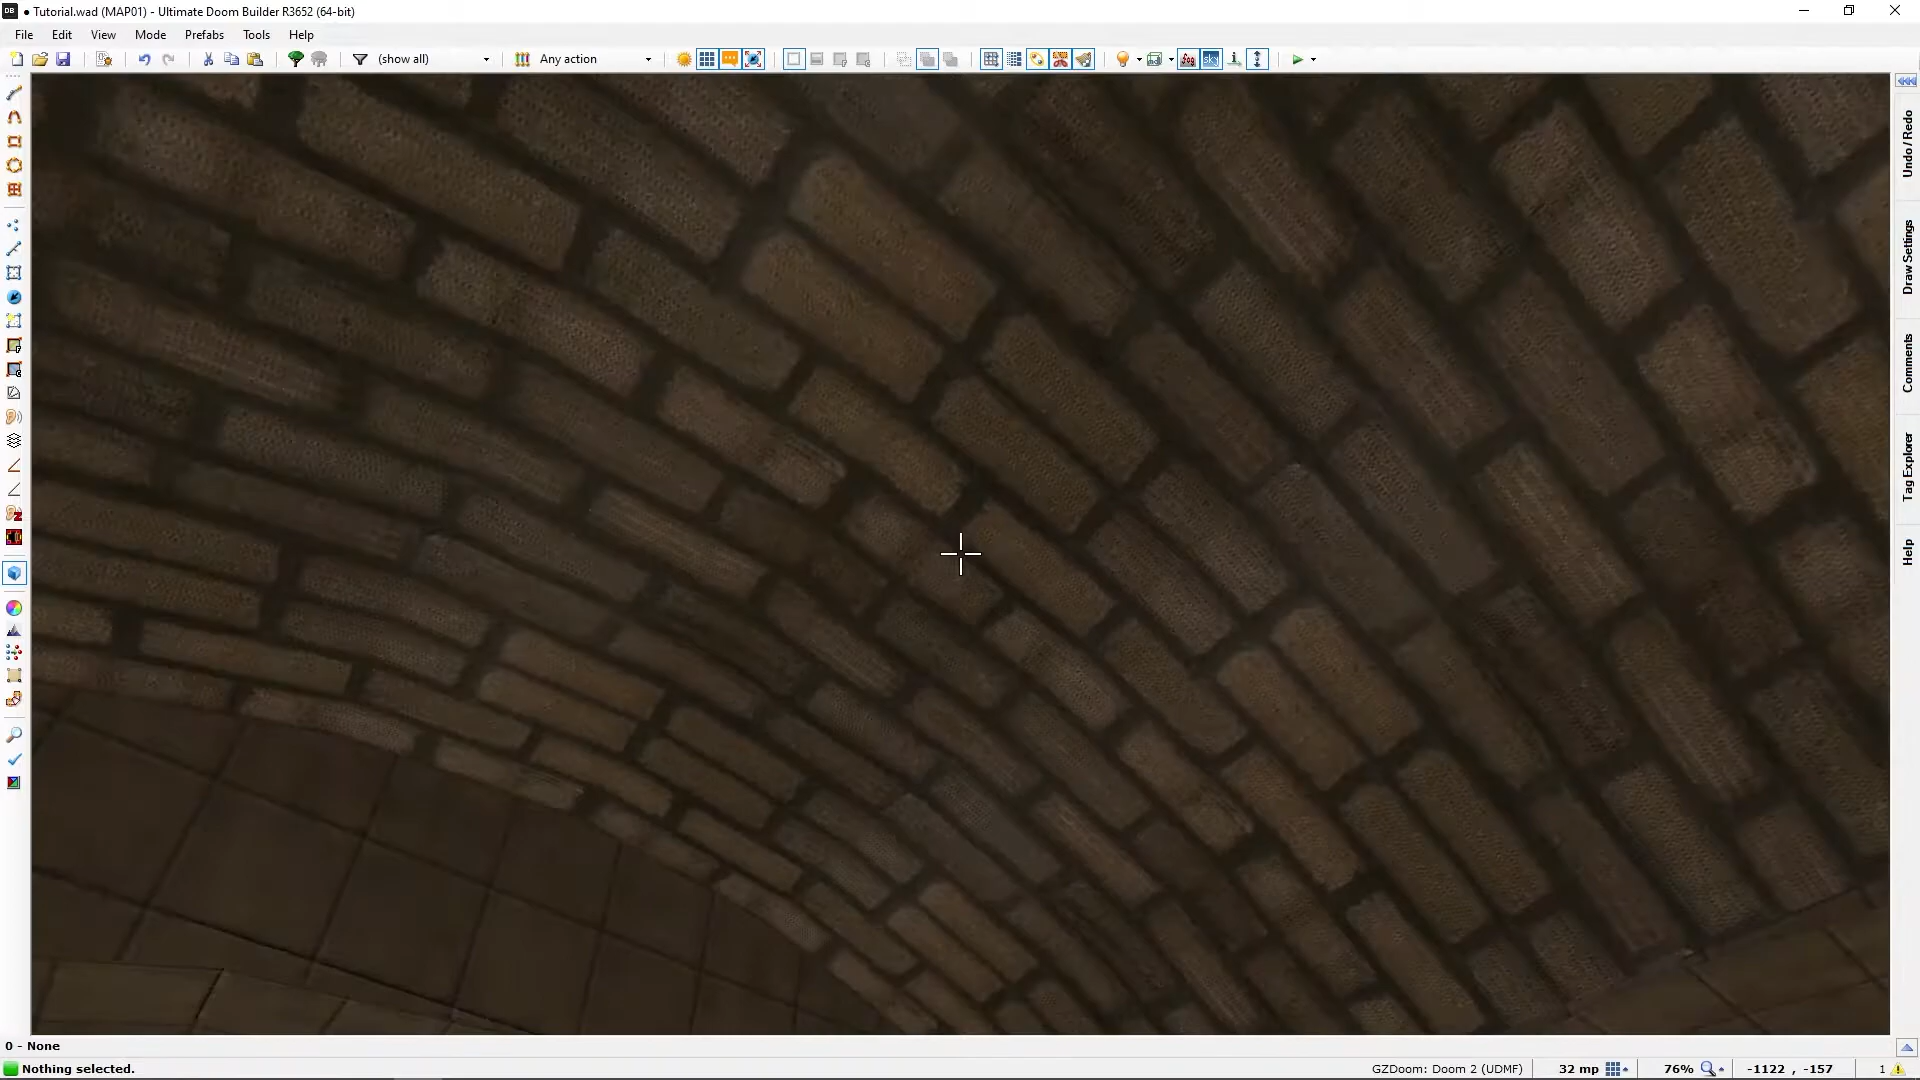 Tutorial.wad (MAP01) - Ultimate Doom Builder R3652 (64-bit)
File Edit View Mode Prefabs Tools Help
(show all) Any action
Undo / Redo
Draw Settings
Comments
Tag Explorer
Help
0 - None
Nothing selected. GZDoom: Doom 2 (UDMF) 32 mp 76% -1122 , -157 1